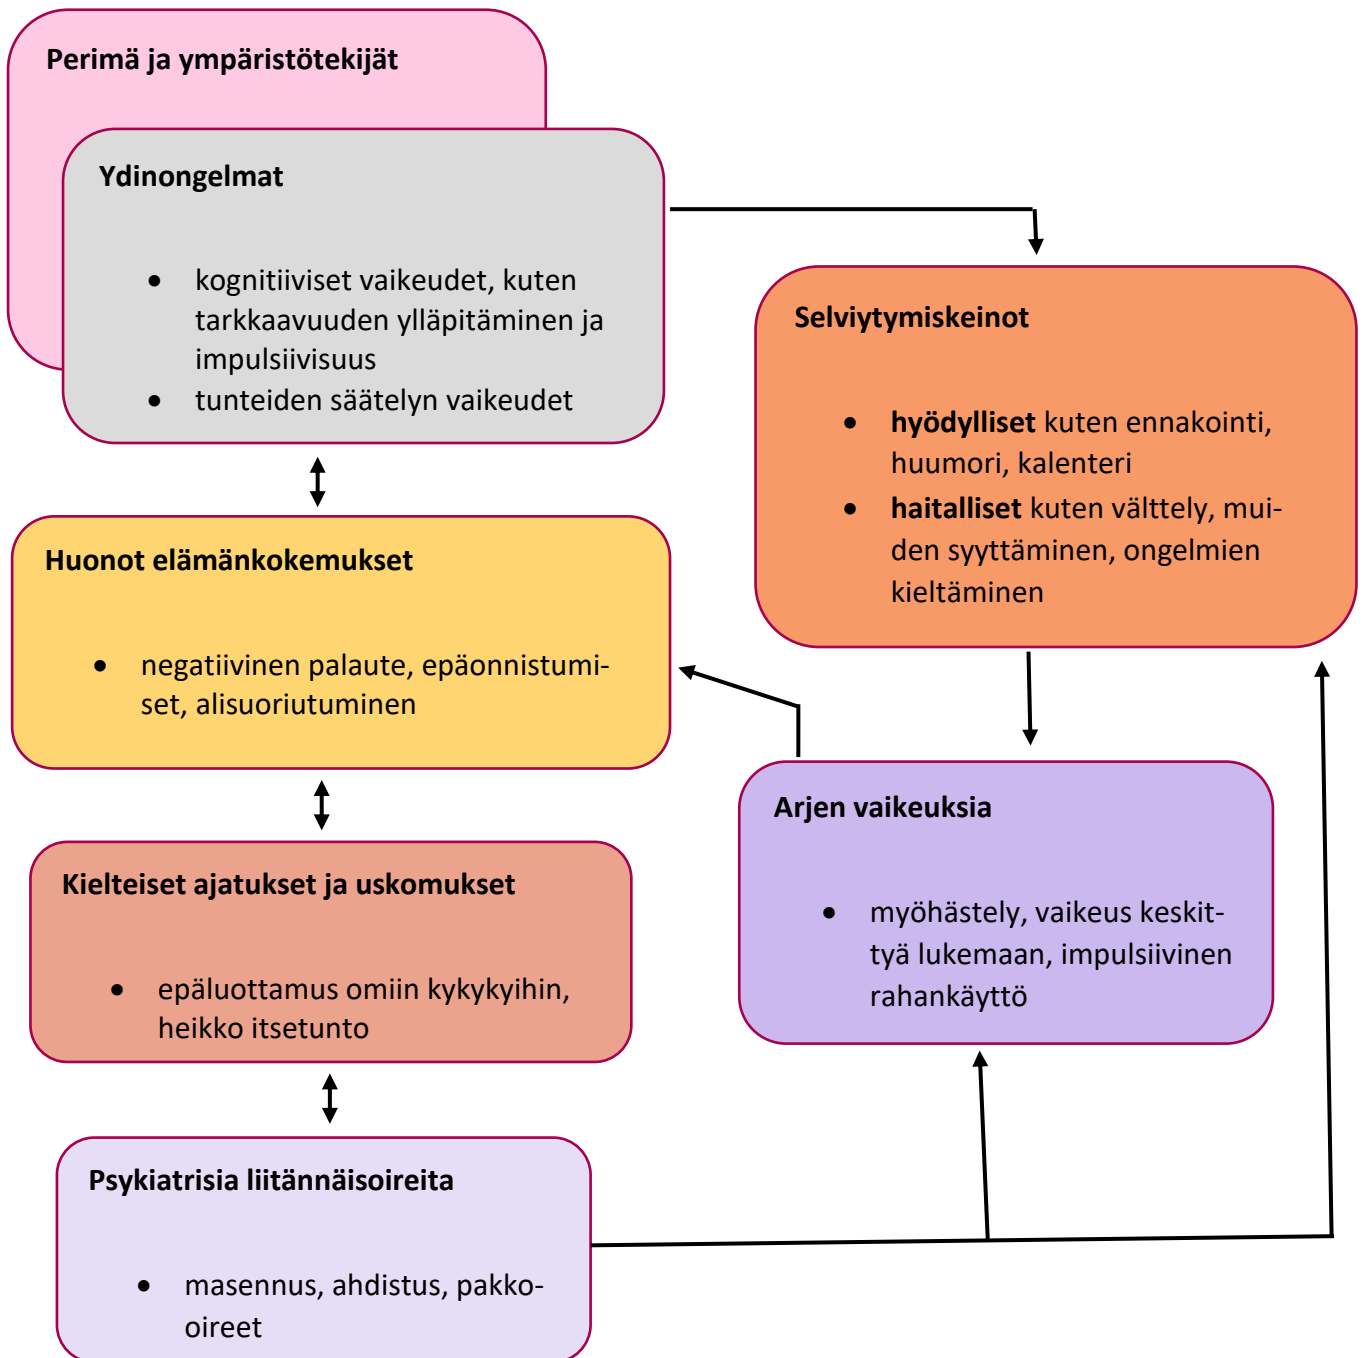 Perimä ja ympäristötekijät
Ydinongelmat
• kognitiiviset vaikeudet, kuten
tarkkaavuuden ylläpitäminen ja
impulsiivisuus
• tunteiden säätelyn vaikeudet
Selviytymiskeinot
• hyödylliset kuten ennakointi,
huumori, kalenteri
• haitalliset kuten välttely, mui-
den syyttäminen, ongelmien
kieltäminen
Huonot elämänkokemukset
• negatiivinen palaute, epäonnistumi-
set, alisuoriutuminen
Arjen vaikeuksia
• myöhästely, vaikeus keskit-
tyä lukemaan, impulsiivinen
rahankäyttö
Kielteiset ajatukset ja uskomukset
• epäluottamus omiin kykykyihin,
heikko itsetunto
Psykiatrisia liitännäisoireita
• masennus, ahdistus, pakko-
oireet